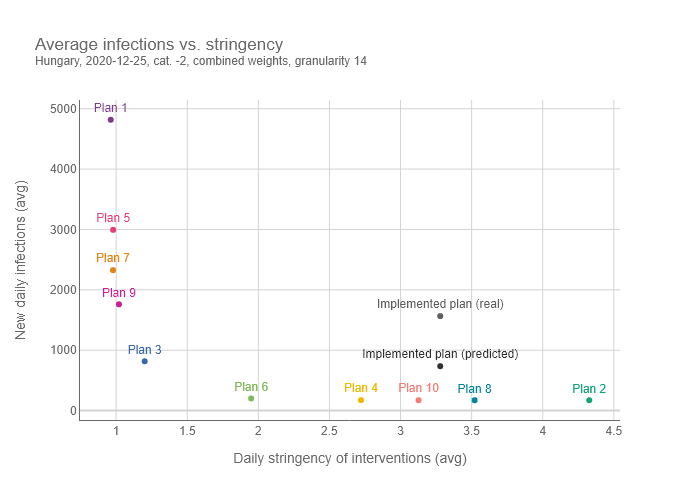 Average infections vs. stringency
Hungary, 2020-12-25, cat. -2, combined weights, granularity 14
New daily infections (avg)
5000
4000
3000
2000
1000
0
Plan 1
Plan 5
Plan 7
Plan 9
Implemented plan (real)
Plan 3
Implemented plan (predicted)
Plan 6
Plan 4
Plan 10
Plan 8
Plan 2
1
1.5
2
2.5
3
3.5
4
4.5
Daily stringency of interventions (avg)